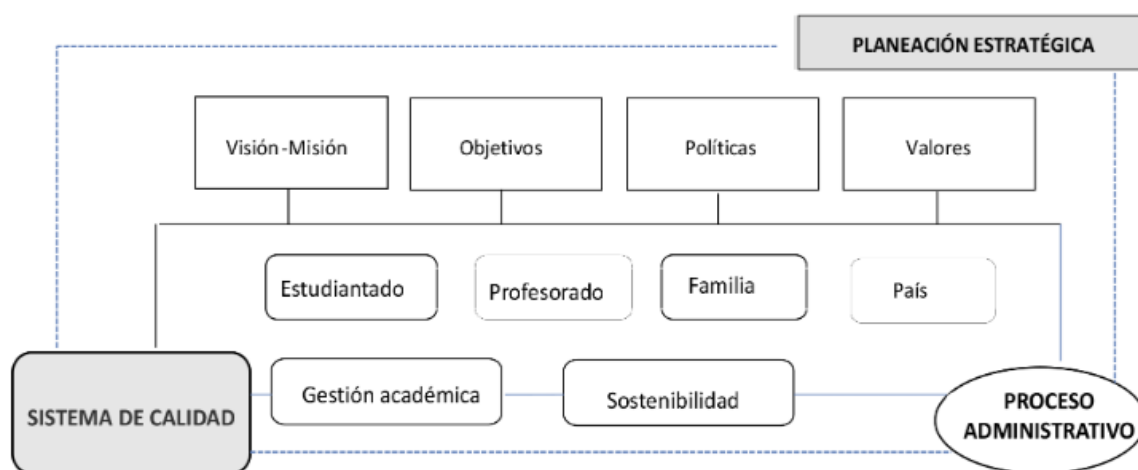 PLANEACIÓN ESTRATÉGICA
Visión-Misión
Objetivos
Políticas
Valores
Estudiantado
Profesorado
Familia
País
SISTEMA DE CALIDAD
Gestión académica
Sostenibilidad
PROCESO
ADMINISTRATIVO